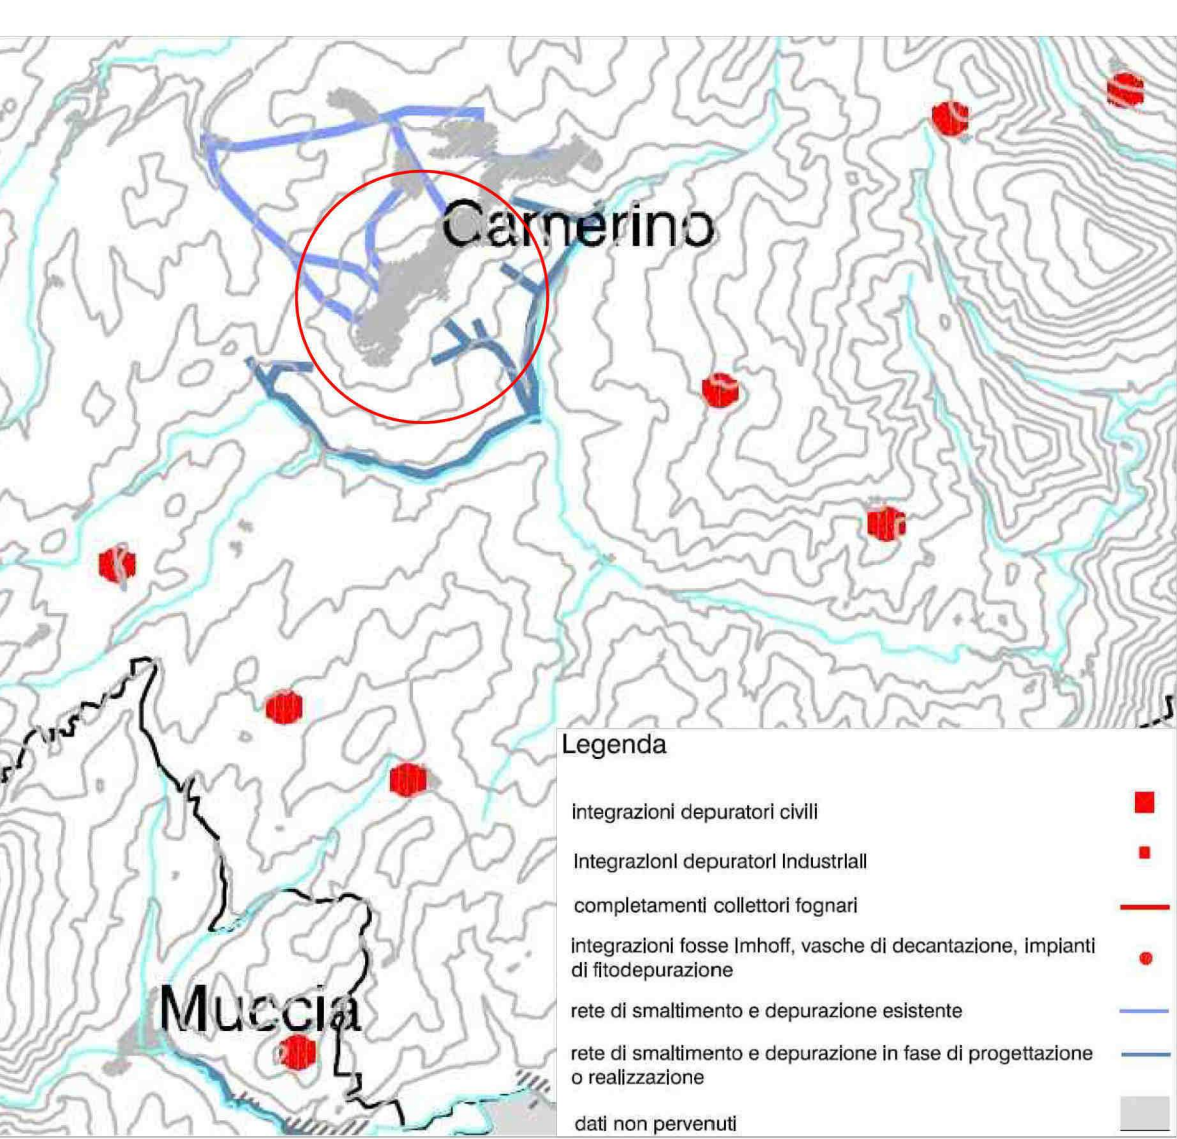 Camerino
Legenda
integrazioni depuratori civili
integrazioni depuratori Industriali
completamenti collettori fognari
integrazioni fosse Imhoff, vasche di decantazione, impianti
di fitodepurazione
rete di smaltimento e depurazione esistente
Muccia
rete di smaltimento e depurazione in fase di progettazione
o realizzazione
dati non pervenuti